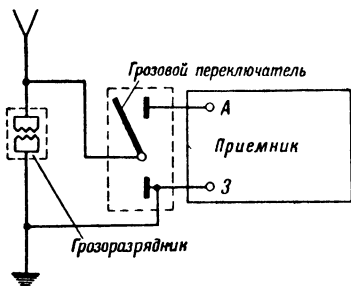 Грозовой переключатель
А
Приемник
З
Грозоразрядник